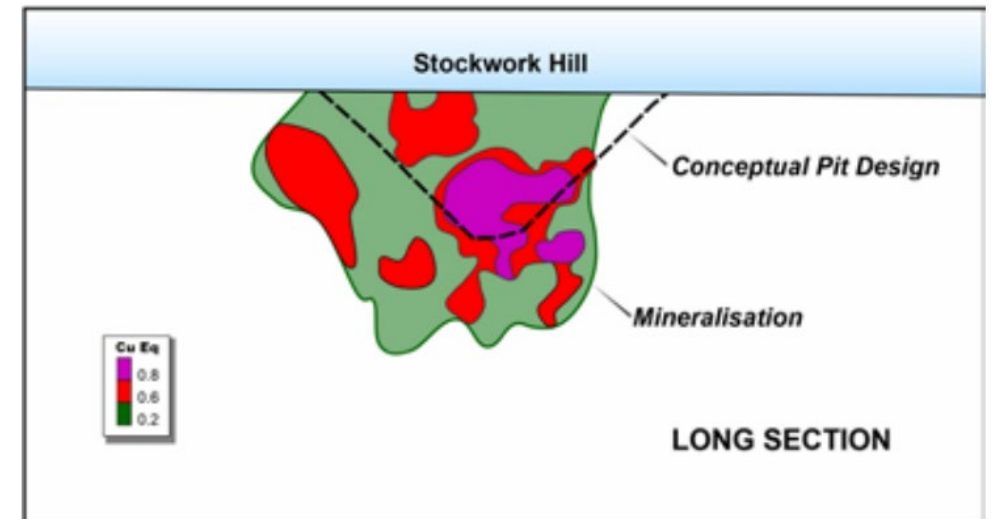 Stockwork Hill
Conceptual Pit Design
Mineralisation
Cu Eq
0.8
0.6
0.2
LONG SECTION